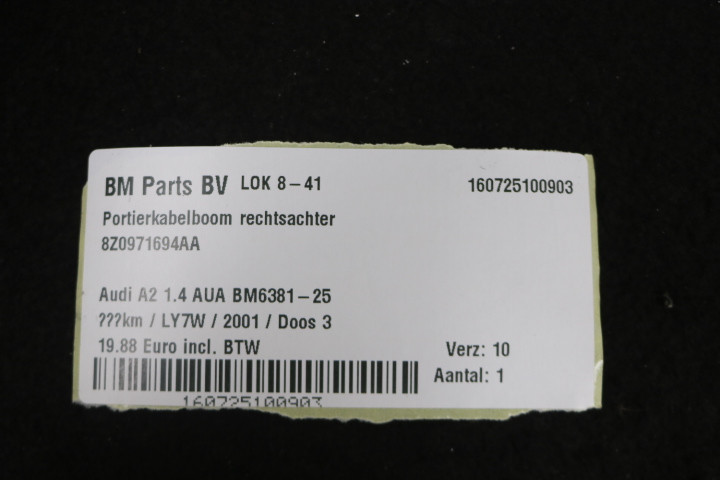 BM Parts BV LOK 8-41 160725100903
Portierkabelboom rechtsachter
8Z0971694AA
Audi A2 1.4 AUA BM6381-25
???km / LY7W / 2001 / Doos 3
19.88 Euro incl. BTW Verz: 10
Aantal: 1
160725100903